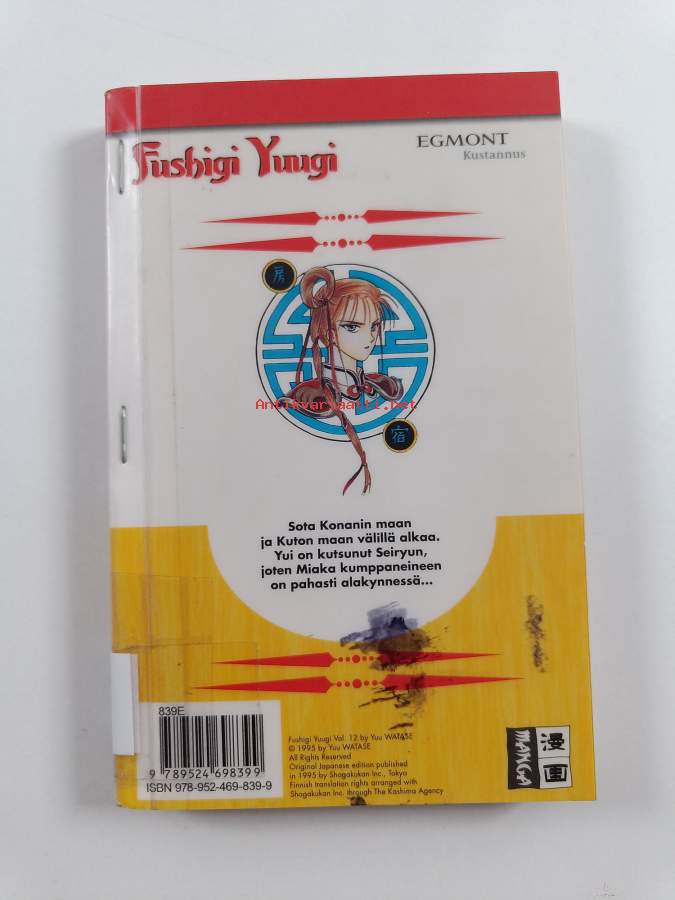 Fushigi Yuugi
EGMONT
Kustannus
房
Antikvariaatti.net
宿
Sota Konanin maan
ja Kuton maan välillä alkaa.
Yui on kutsunut Seiryun,
joten Miaka kumppaneineen
on pahasti alakynnessä...
839E
9 789524 698399
ISBN 978-952-469-839-9
Fushigi Yuugi Vol. 12 by Yuu WATASE
© 1995 by Yuu WATASE
All Rights Reserved
Original Japanese edition published
in 1995 by Shogakukan Inc., Tokyo
Finnish translation rights arranged with
Shogakukan Inc. through The Kashima Agency
MANGA
漫画